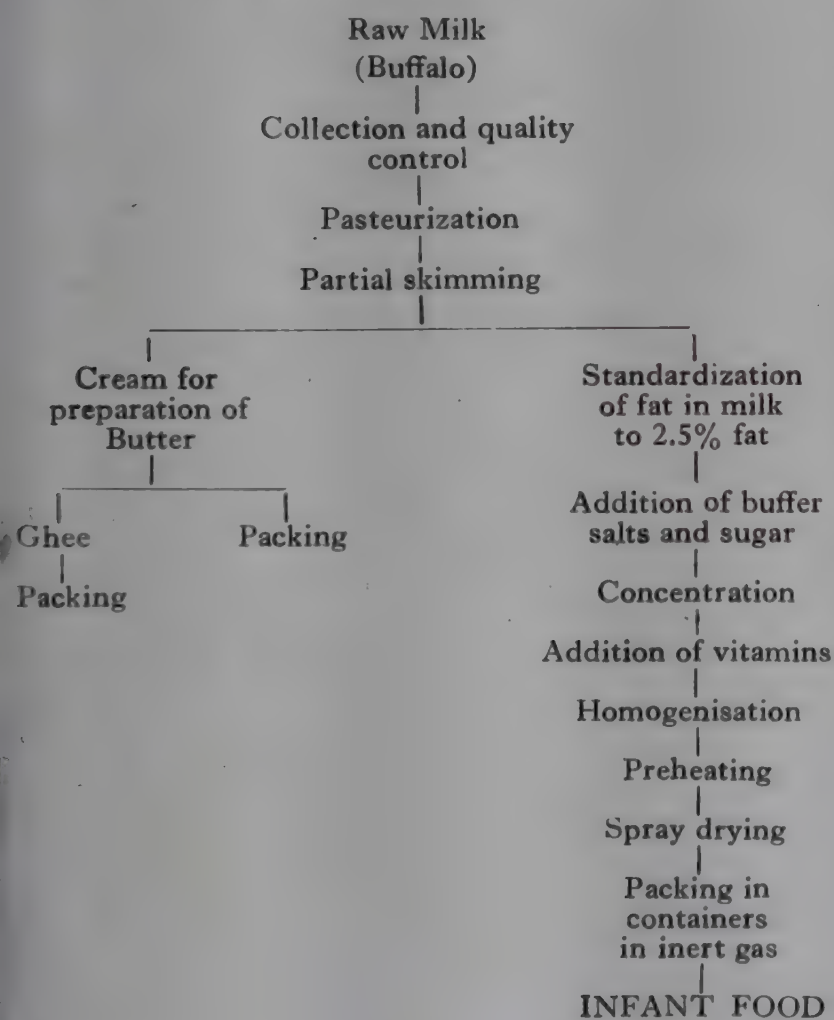 Raw Milk
(Buffalo)
Collection and quality
control
Pasteurization
Partial skimming
Cream for
preparation of
Butter
Ghee
Packing
Packing
Standardization
of fat in milk
to 2.5% fat
Addition of buffer
salts and sugar
Concentration
Addition of vitamins
Homogenisation
Preheating
Spray drying
Packing in
containers
in inert gas
INFANT FOOD